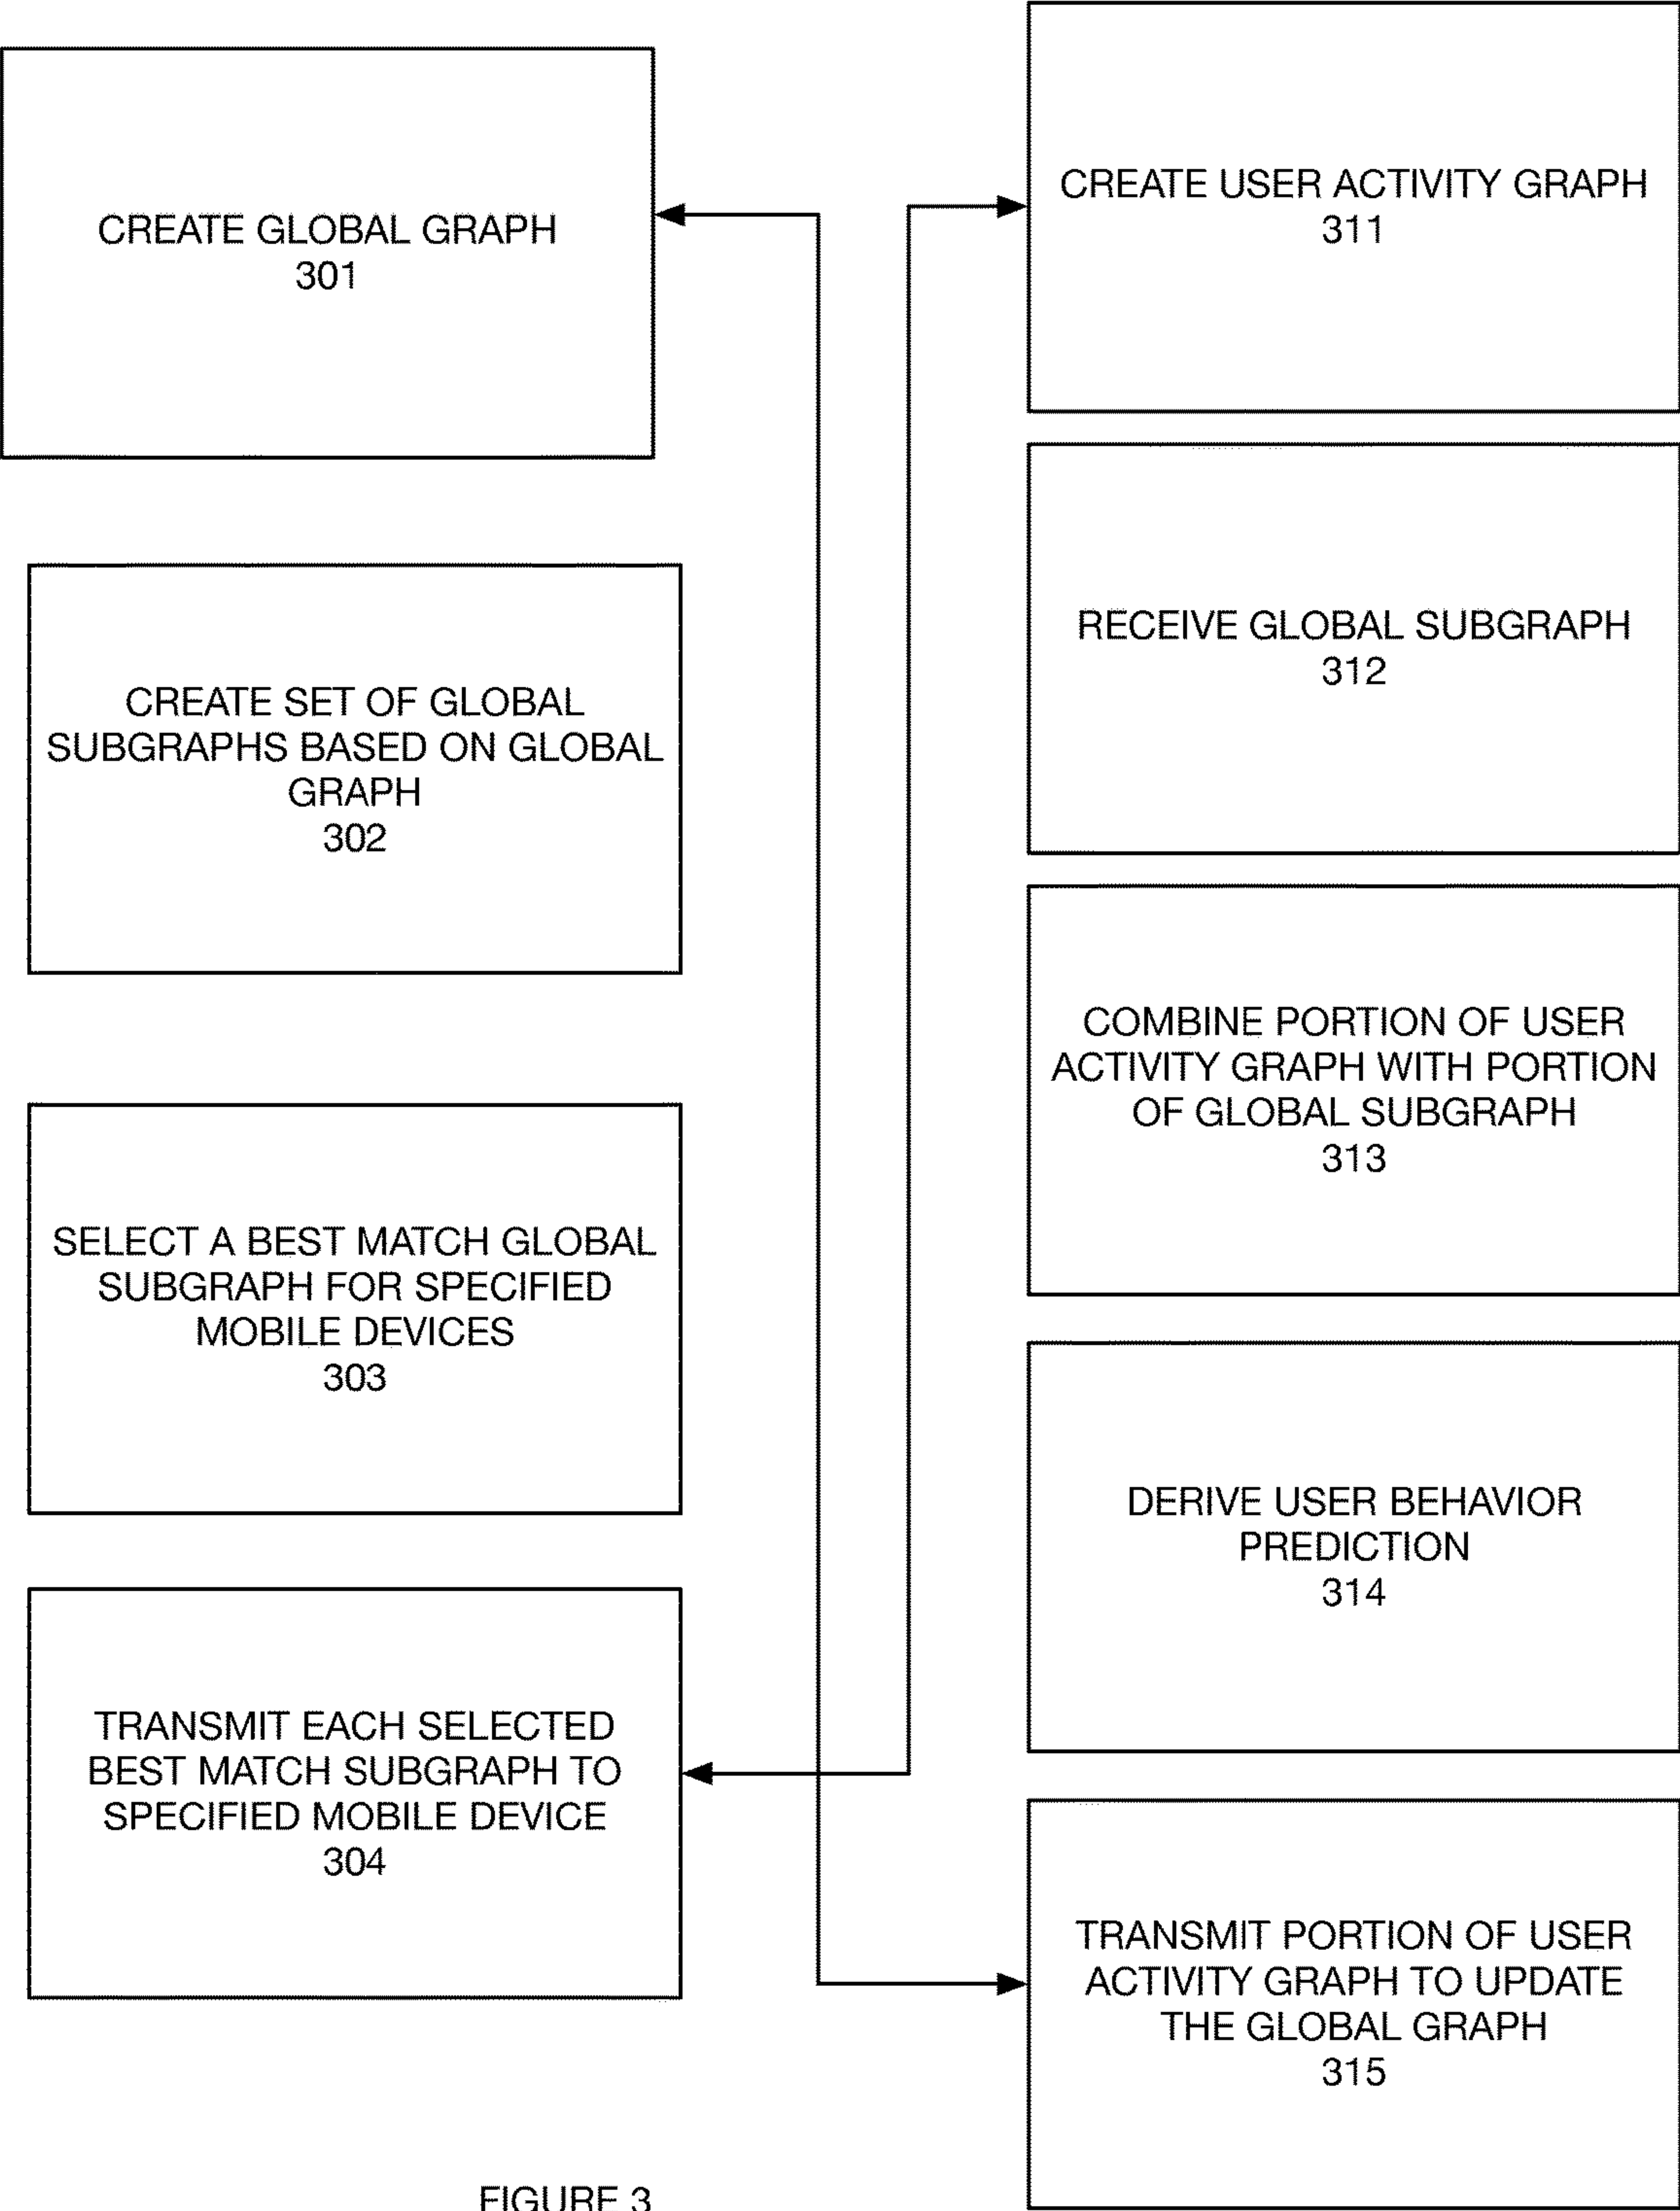 CREATE GLOBAL GRAPH
301
CREATE SET OF GLOBAL
SUBGRAPHS BASED ON GLOBAL
GRAPH
302
SELECT A BEST MATCH GLOBAL
SUBGRAPH FOR SPECIFIED
MOBILE DEVICES
303
TRANSMIT EACH SELECTED
BEST MATCH SUBGRAPH TO
SPECIFIED MOBILE DEVICE
304
CREATE USER ACTIVITY GRAPH
311
RECEIVE GLOBAL SUBGRAPH
312
COMBINE PORTION OF USER
ACTIVITY GRAPH WITH PORTION
OF GLOBAL SUBGRAPH
313
DERIVE USER BEHAVIOR
PREDICTION
314
TRANSMIT PORTION OF USER
ACTIVITY GRAPH TO UPDATE
THE GLOBAL GRAPH
315
FIGURE 3